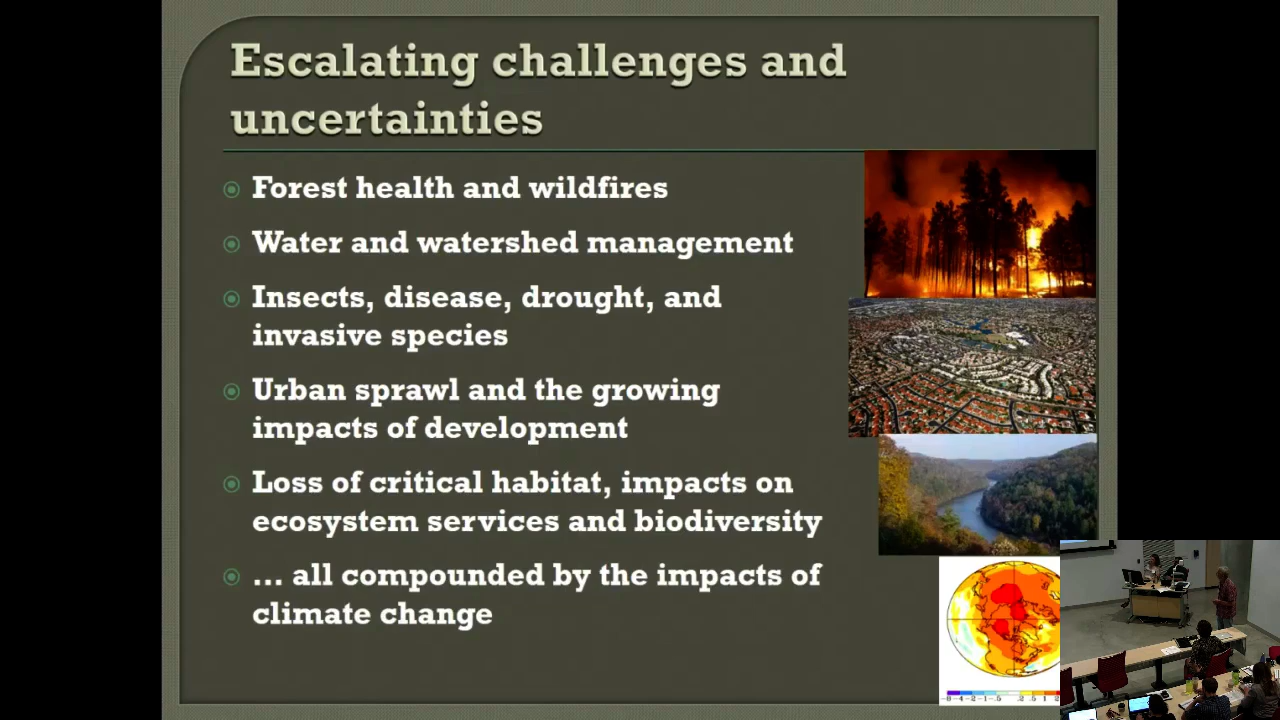 Escalating challenges and
uncertainties
Forest health and wildfires
Water and watershed management
Insects, disease, drought, and
invasive species
Urban sprawl and the growing
impacts of development
Loss of critical habitat, impacts on
ecosystem services and biodiversity
... all compounded by the impacts of
climate change